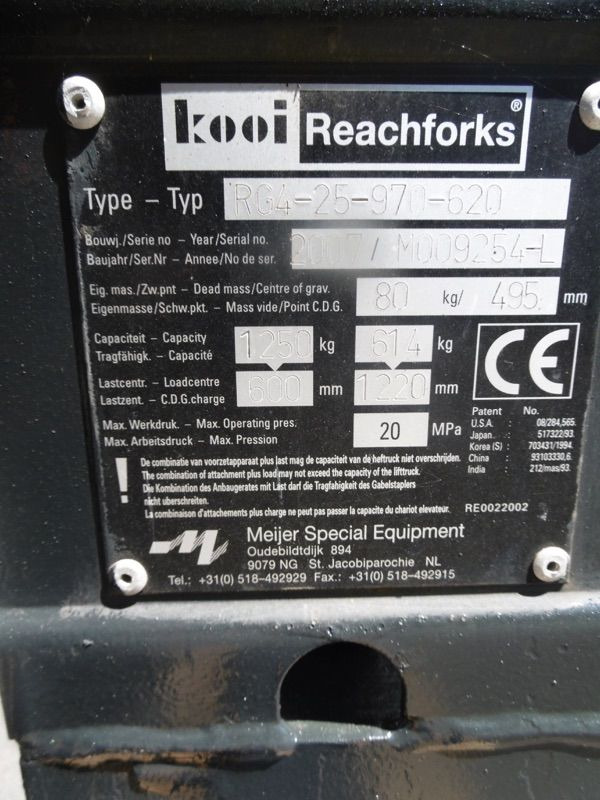 kooi Reachforks®
Type – Typ RG4-25-970-620
Bouwj./Serie no – Year/Serial no. 2007 / M009254-L
Baujahr/Ser.Nr – Annee/No de ser.
Eig. mas./Zw.pnt – Dead mass/Centre of grav. 80 kg/ 495 mm
Eigenmasse/Schw.pkt. – Mass vide/Point C.D.G.
Capaciteit – Capacity 1250 kg 614 kg
Tragfähigk. – Capacité
Lastcentr. – Loadcentre 600 mm 1220 mm
Lastzent. – C.D.G.charge
Max. Werkdruk. – Max. Operating pres. 20 MPa
Max. Arbeitsdruck – Max. Pression
CE
Patent No.
U.S.A. : 08/284,565.
Japan. : 517322/93.
Korea (S) : 703431/1994.
China : 93103330,6.
India : 212/mas/93.
! De combinatie van voorzetapparaat plus last mag de capaciteit van de heftruck niet overschrijden.
The combination of attachment plus load may not exceed the capacity of the lifttruck.
Die Kombination des Anbaugerates mit Last darf die Tragfähigkeit des Gabelstaplers
nicht uberschreiten.
La combinaison d'attachements plus charge ne peut pas passer la capacity du chariot elevateur.
RE0022002
Meijer Special Equipment
Oudebildtdijk 894
9079 NG St. Jacobiparochie NL
Tel.: +31(0) 518-492929 Fax.: +31(0) 518-492915